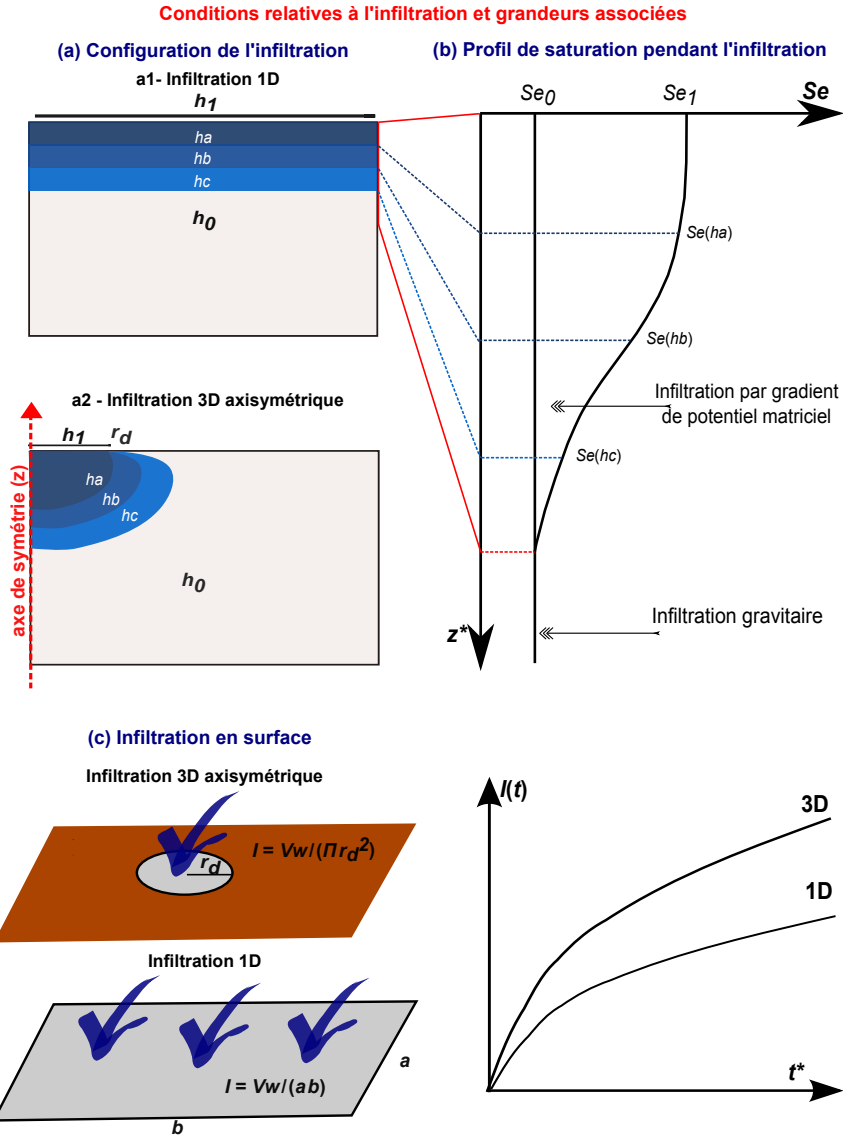 Conditions relatives à l'infiltration et grandeurs associées
(a) Configuration de l'infiltration
a1- Infiltration 1D
h1
ha
hb
hc
h0
a2 - Infiltration 3D axisymétrique
h1
rd
ha
hb
hc
h0
axe de symétrie (z)
(b) Profil de saturation pendant l'infiltration
Se0
Se1
Se
Se(ha)
Se(hb)
Infiltration par gradient
de potentiel matriciel
Se(hc)
Infiltration gravitaire
z*
(c) Infiltration en surface
Infiltration 3D axisymétrique
I = Vw/(Πrd2)
rd
Infiltration 1D
a
I = Vw/(ab)
b
I(t)
3D
1D
t*